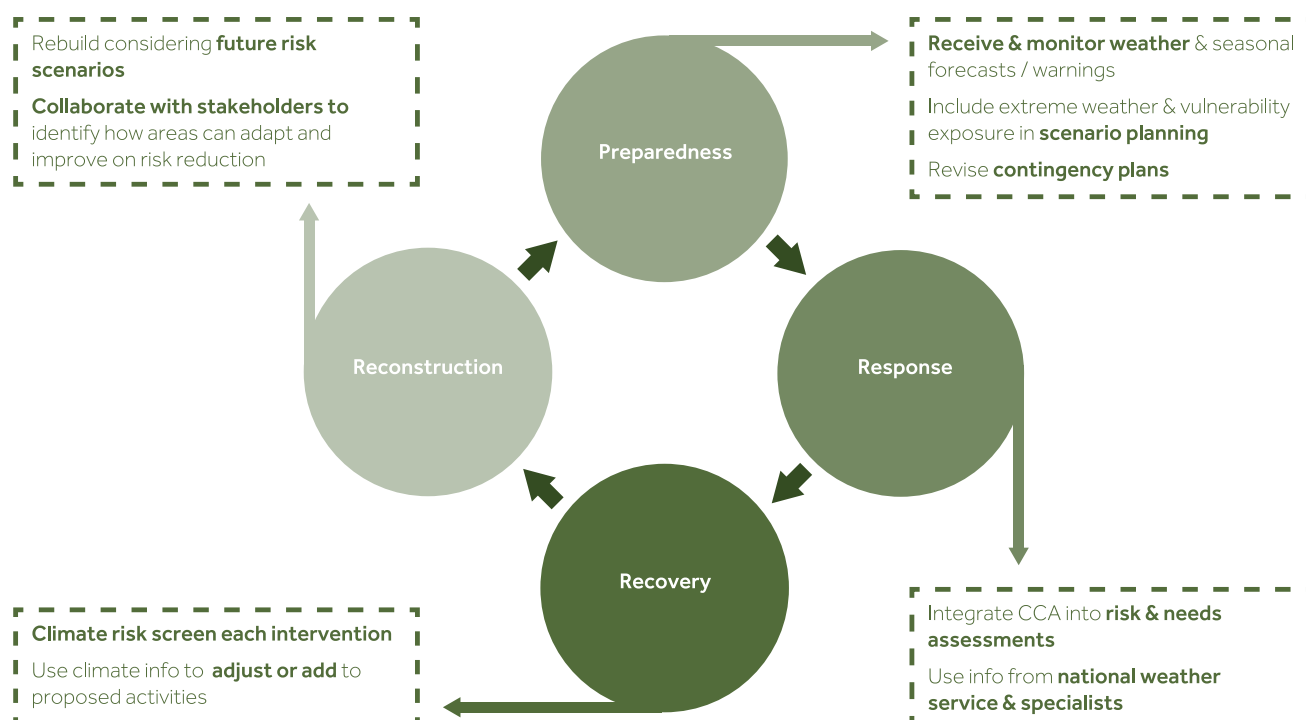 Rebuild considering future risk
scenarios
Collaborate with stakeholders to
identify how areas can adapt and
improve on risk reduction
Preparedness
Receive & monitor weather & seasonal
forecasts / warnings
Include extreme weather & vulnerability
exposure in scenario planning
Revise contingency plans
Reconstruction
Response
Recovery
Climate risk screen each intervention
Use climate info to adjust or add to
proposed activities
Integrate CCA into risk & needs
assessments
Use info from national weather
service & specialists